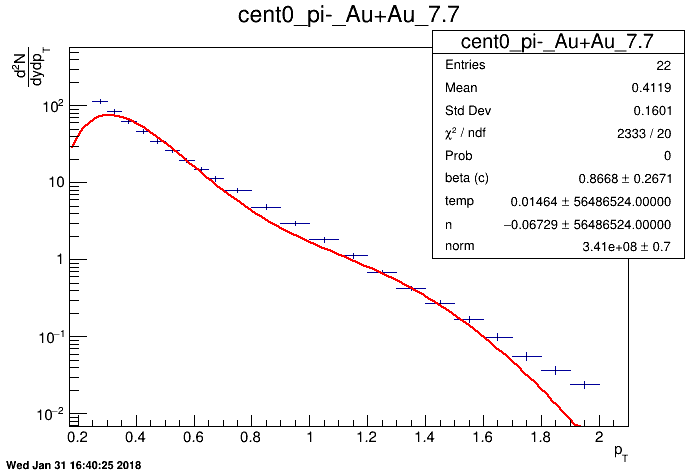 cent0_pi-_Au+Au_7.7
d²N
dydp_T
cent0_pi-_Au+Au_7.7
Entries 22
Mean 0.4119
Std Dev 0.1601
χ² / ndf 2333 / 20
Prob 0
beta (c) 0.8668 ± 0.2671
temp 0.01464 ± 56486524.00000
n −0.06729 ± 56486524.00000
norm 3.41e+08 ± 0.7
10²
10
1
10⁻¹
10⁻²
0.2 0.4 0.6 0.8 1 1.2 1.4 1.6 1.8 2
p_T
Wed Jan 31 16:40:25 2018